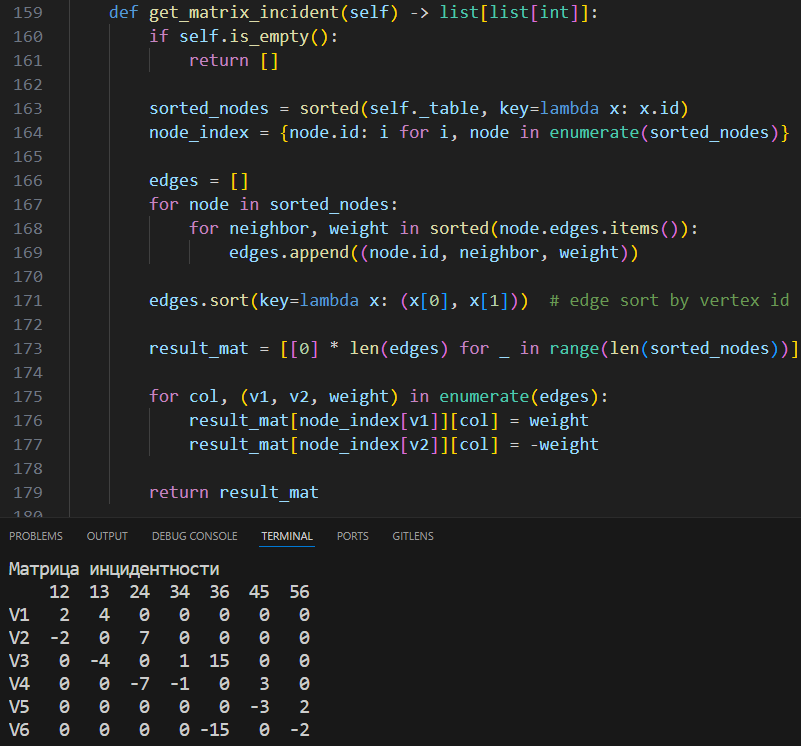 159 def get_matrix_incident(self) -> list[list[int]]:
160 if self.is_empty():
161 return []
162
163 sorted_nodes = sorted(self._table, key=lambda x: x.id)
164 node_index = {node.id: i for i, node in enumerate(sorted_nodes)}
165
166 edges = []
167 for node in sorted_nodes:
168 for neighbor, weight in sorted(node.edges.items()):
169 edges.append((node.id, neighbor, weight))
170
171 edges.sort(key=lambda x: (x[0], x[1])) # edge sort by vertex id
172
173 result_mat = [[0] * len(edges) for _ in range(len(sorted_nodes))]
174
175 for col, (v1, v2, weight) in enumerate(edges):
176 result_mat[node_index[v1]][col] = weight
177 result_mat[node_index[v2]][col] = -weight
178
179 return result_mat
180
PROBLEMS OUTPUT DEBUG CONSOLE TERMINAL PORTS GITLENS
Матрица инцидентности
12 13 24 34 36 45 56
V1 2 4 0 0 0 0 0
V2 -2 0 7 0 0 0 0
V3 0 -4 0 1 15 0 0
V4 0 0 -7 -1 0 3 0
V5 0 0 0 0 0 -3 2
V6 0 0 0 0 -15 0 -2